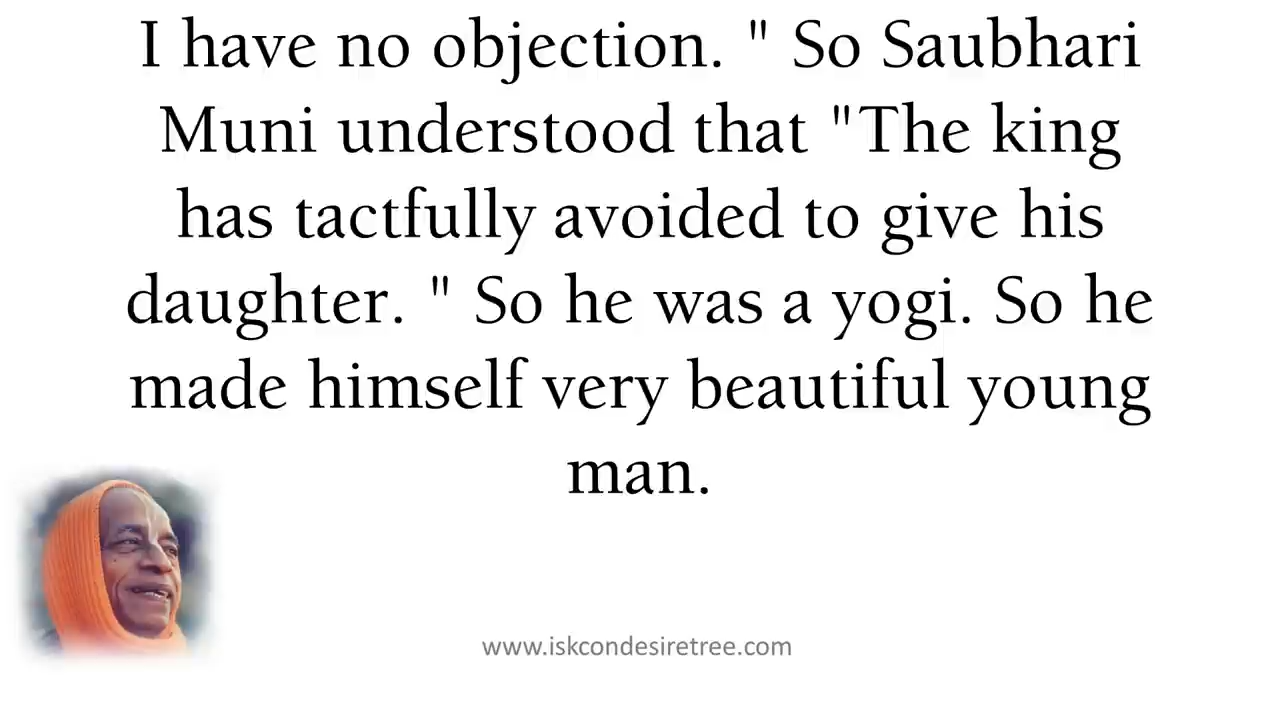 I have no objection. " So Saubhari
Muni understood that "The king
has tactfully avoided to give his
daughter. " So he was a yogi. So he
made himself very beautiful young
man.
www.iskcondesiretree.com